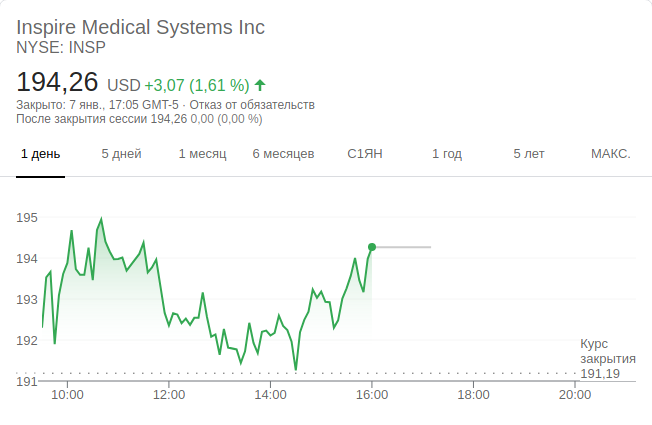 Inspire Medical Systems Inc
NYSE: INSP
194,26 USD +3,07 (1,61 %)
Закрыто: 7 янв., 17:05 GMT-5 · Отказ от обязательств
После закрытия сессии 194,26 0,00 (0,00 %)
1 день 5 дней 1 месяц 6 месяцев С1ЯН 1 год 5 лет МАКС.
195
194
193
192
Курс
закрытия
191,19
191
10:00 12:00 14:00 16:00 18:00 20:00